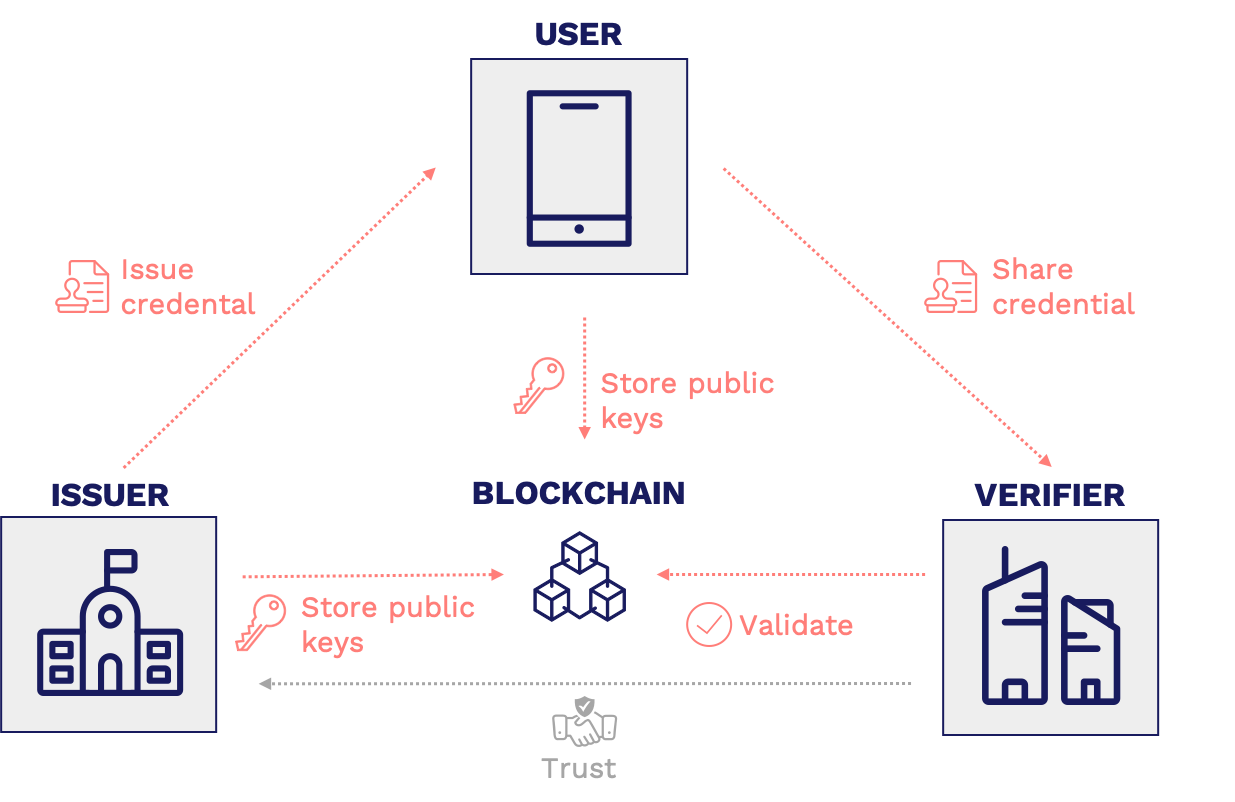 USER
Issue
credental
Share
credential
Store public
keys
ISSUER
BLOCKCHAIN
VERIFIER
Store public
keys
Validate
Trust